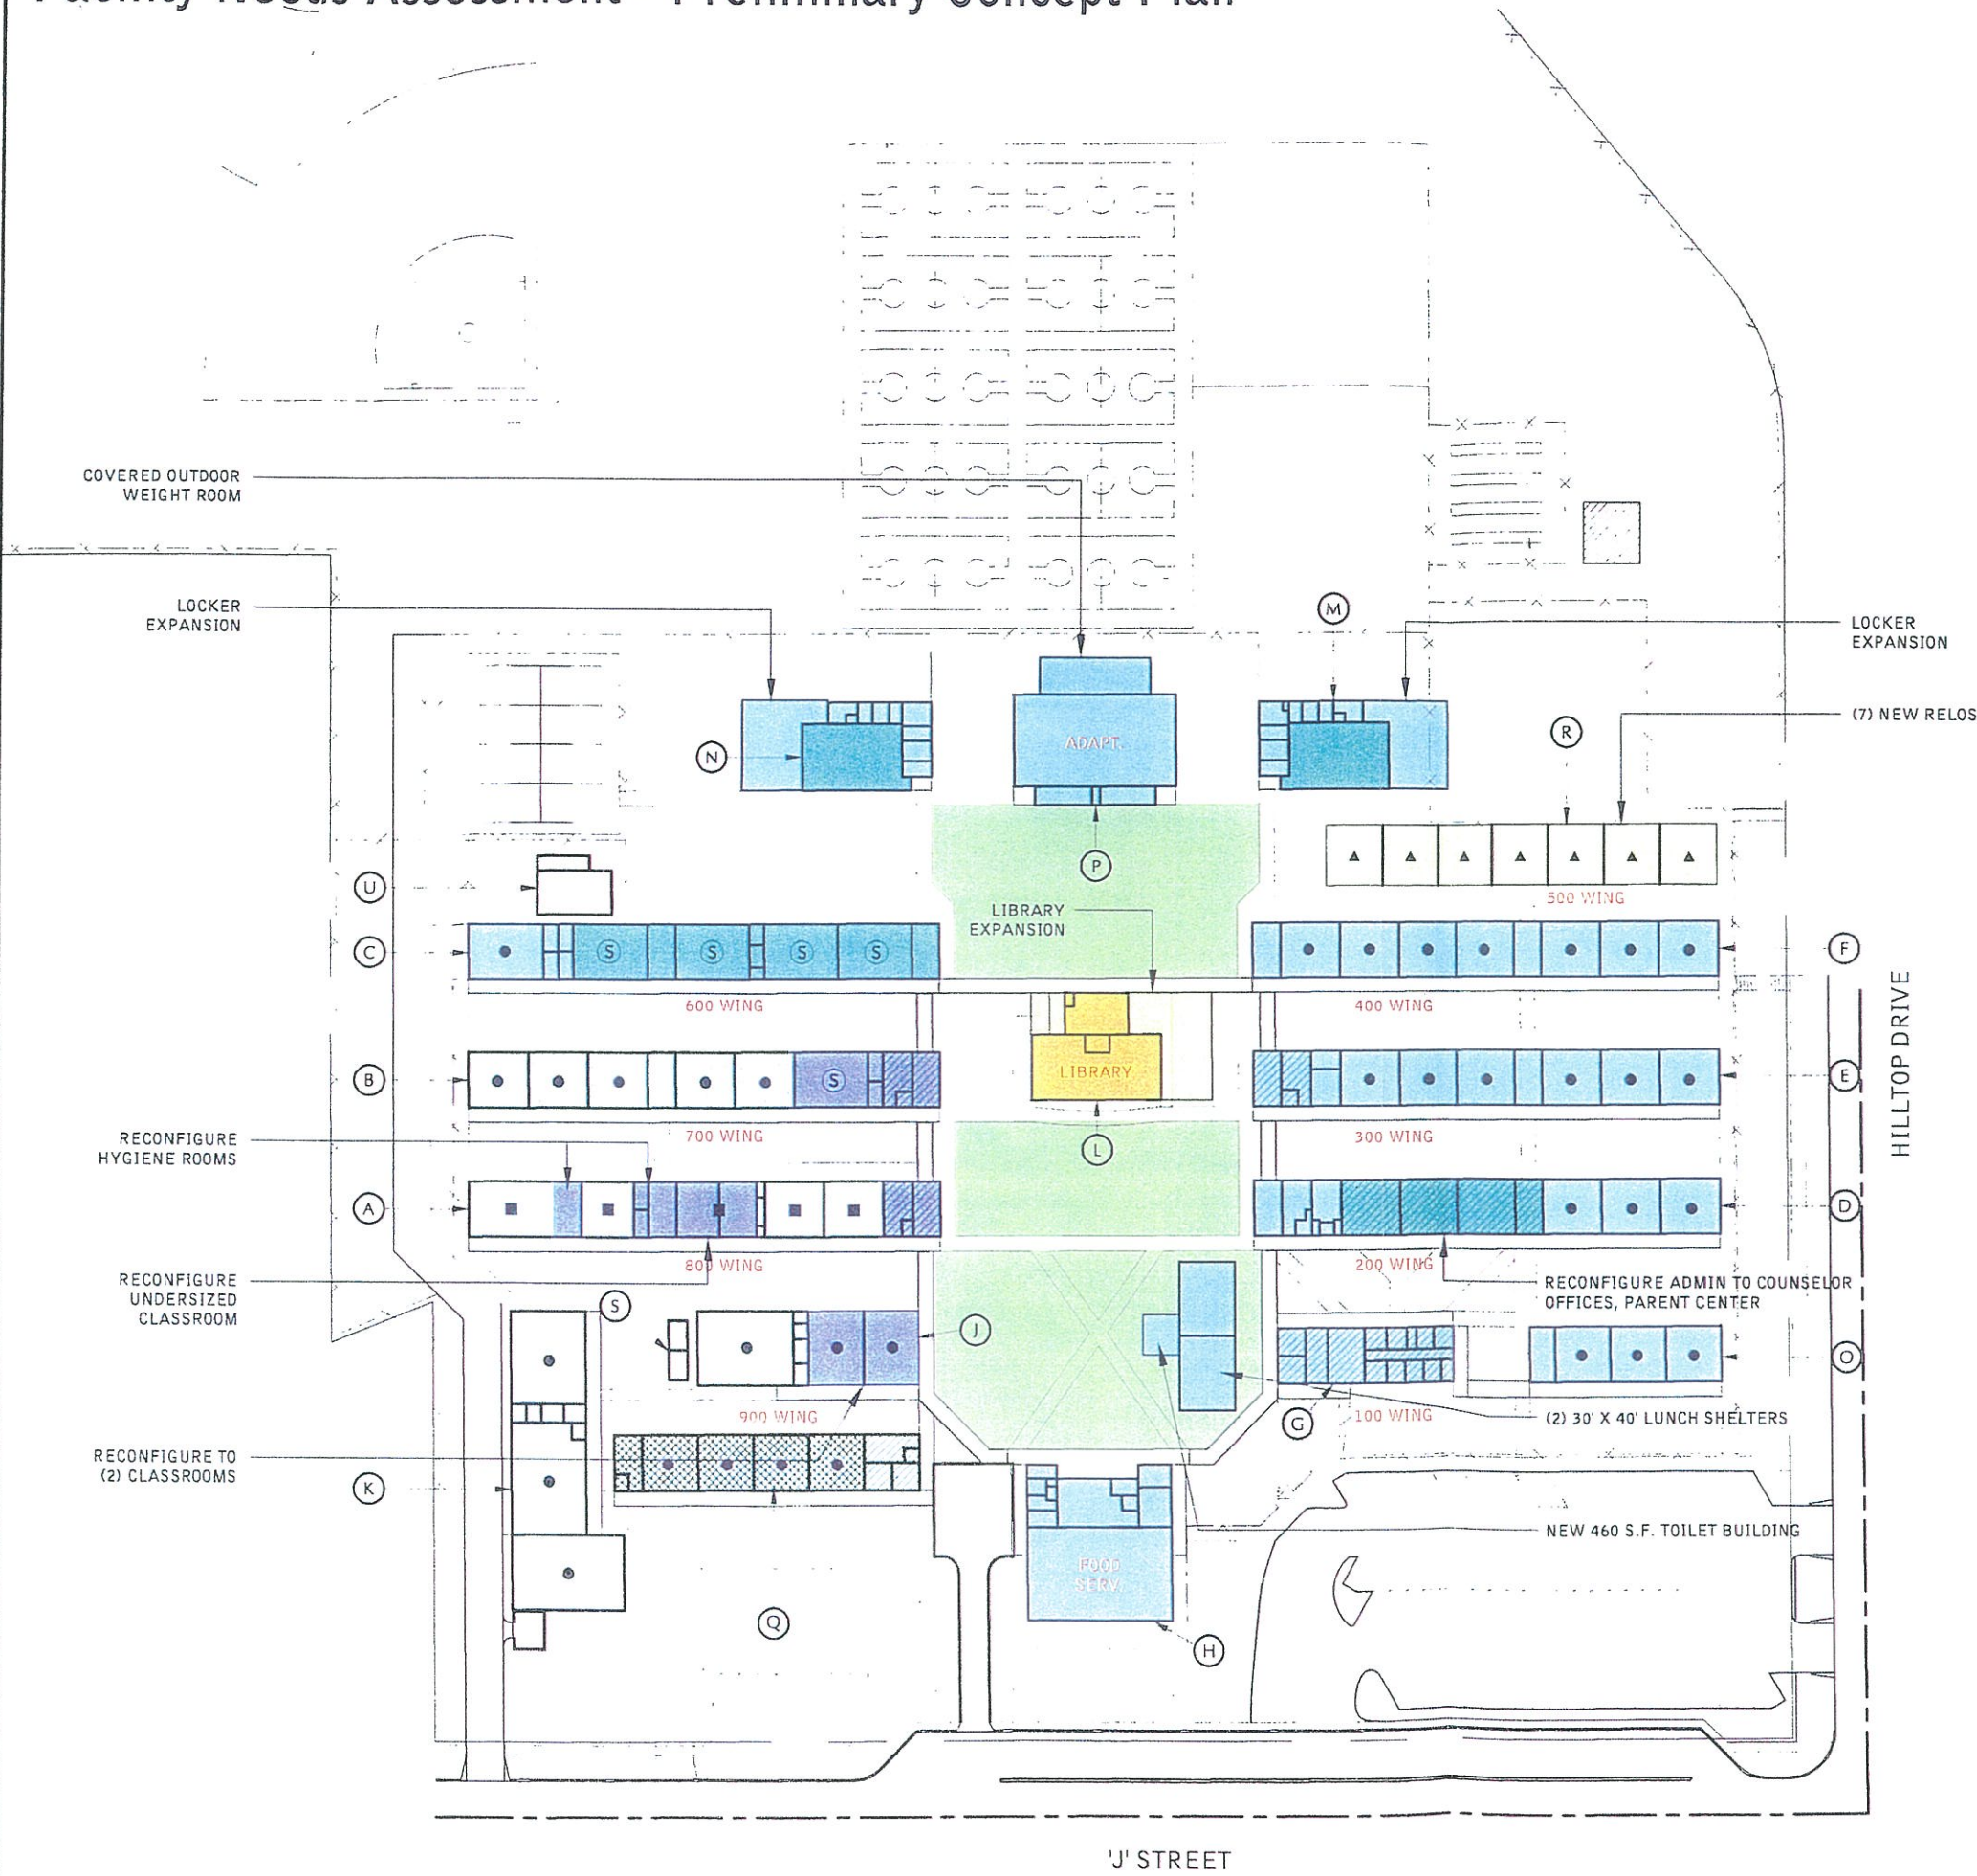 Facility Needs Assessment - Preliminary Concept Plan
COVERED OUTDOOR
WEIGHT ROOM
LOCKER
EXPANSION
M
LOCKER
EXPANSION
(7) NEW RELOS
N
ADAPT.
R
P
U
500 WING
LIBRARY
EXPANSION
C
S
S
S
S
F
600 WING
400 WING
HILLTOP DRIVE
B
S
LIBRARY
E
700 WING
300 WING
L
RECONFIGURE
HYGIENE ROOMS
A
D
800 WING
200 WING
RECONFIGURE
UNDERSIZED
CLASSROOM
RECONFIGURE ADMIN TO COUNSELOR
OFFICES, PARENT CENTER
S
J
O
900 WING
G
100 WING
(2) 30' X 40' LUNCH SHELTERS
RECONFIGURE TO
(2) CLASSROOMS
K
NEW 460 S.F. TOILET BUILDING
FOOD
SERV.
Q
H
'J' STREET